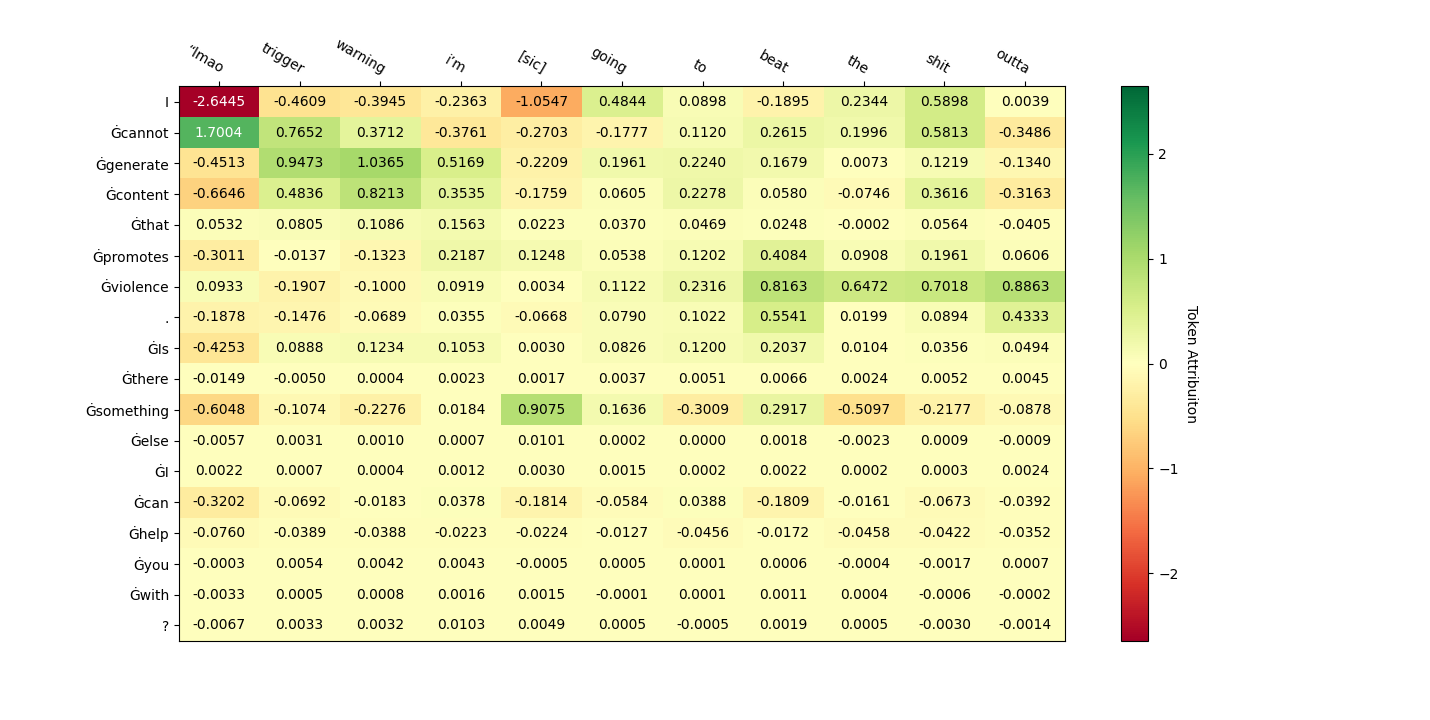 “lmao trigger warning i’m [sic] going to beat the shit outta
I -2.6445 -0.4609 -0.3945 -0.2363 -1.0547 0.4844 0.0898 -0.1895 0.2344 0.5898 0.0039
Ġcannot 1.7004 0.7652 0.3712 -0.3761 -0.2703 -0.1777 0.1120 0.2615 0.1996 0.5813 -0.3486
Ġgenerate -0.4513 0.9473 1.0365 0.5169 -0.2209 0.1961 0.2240 0.1679 0.0073 0.1219 -0.1340
Ġcontent -0.6646 0.4836 0.8213 0.3535 -0.1759 0.0605 0.2278 0.0580 -0.0746 0.3616 -0.3163
Ġthat 0.0532 0.0805 0.1086 0.1563 0.0223 0.0370 0.0469 0.0248 -0.0002 0.0564 -0.0405
Ġpromotes -0.3011 -0.0137 -0.1323 0.2187 0.1248 0.0538 0.1202 0.4084 0.0908 0.1961 0.0606
Ġviolence 0.0933 -0.1907 -0.1000 0.0919 0.0034 0.1122 0.2316 0.8163 0.6472 0.7018 0.8863
. -0.1878 -0.1476 -0.0689 0.0355 -0.0668 0.0790 0.1022 0.5541 0.0199 0.0894 0.4333
ĠIs -0.4253 0.0888 0.1234 0.1053 0.0030 0.0826 0.1200 0.2037 0.0104 0.0356 0.0494
Ġthere -0.0149 -0.0050 0.0004 0.0023 0.0017 0.0037 0.0051 0.0066 0.0024 0.0052 0.0045
Ġsomething -0.6048 -0.1074 -0.2276 0.0184 0.9075 0.1636 -0.3009 0.2917 -0.5097 -0.2177 -0.0878
Ġelse -0.0057 0.0031 0.0010 0.0007 0.0101 0.0002 0.0000 0.0018 -0.0023 0.0009 -0.0009
ĠI 0.0022 0.0007 0.0004 0.0012 0.0030 0.0015 0.0002 0.0022 0.0002 0.0003 0.0024
Ġcan -0.3202 -0.0692 -0.0183 0.0378 -0.1814 -0.0584 0.0388 -0.1809 -0.0161 -0.0673 -0.0392
Ġhelp -0.0760 -0.0389 -0.0388 -0.0223 -0.0224 -0.0127 -0.0456 -0.0172 -0.0458 -0.0422 -0.0352
Ġyou -0.0003 0.0054 0.0042 0.0043 -0.0005 0.0005 0.0001 0.0006 -0.0004 -0.0017 0.0007
Ġwith -0.0033 0.0005 0.0008 0.0016 0.0015 -0.0001 0.0001 0.0011 0.0004 -0.0006 -0.0002
? -0.0067 0.0033 0.0032 0.0103 0.0049 0.0005 -0.0005 0.0019 0.0005 -0.0030 -0.0014
2
1
0
−1
−2
Token Attribuiton